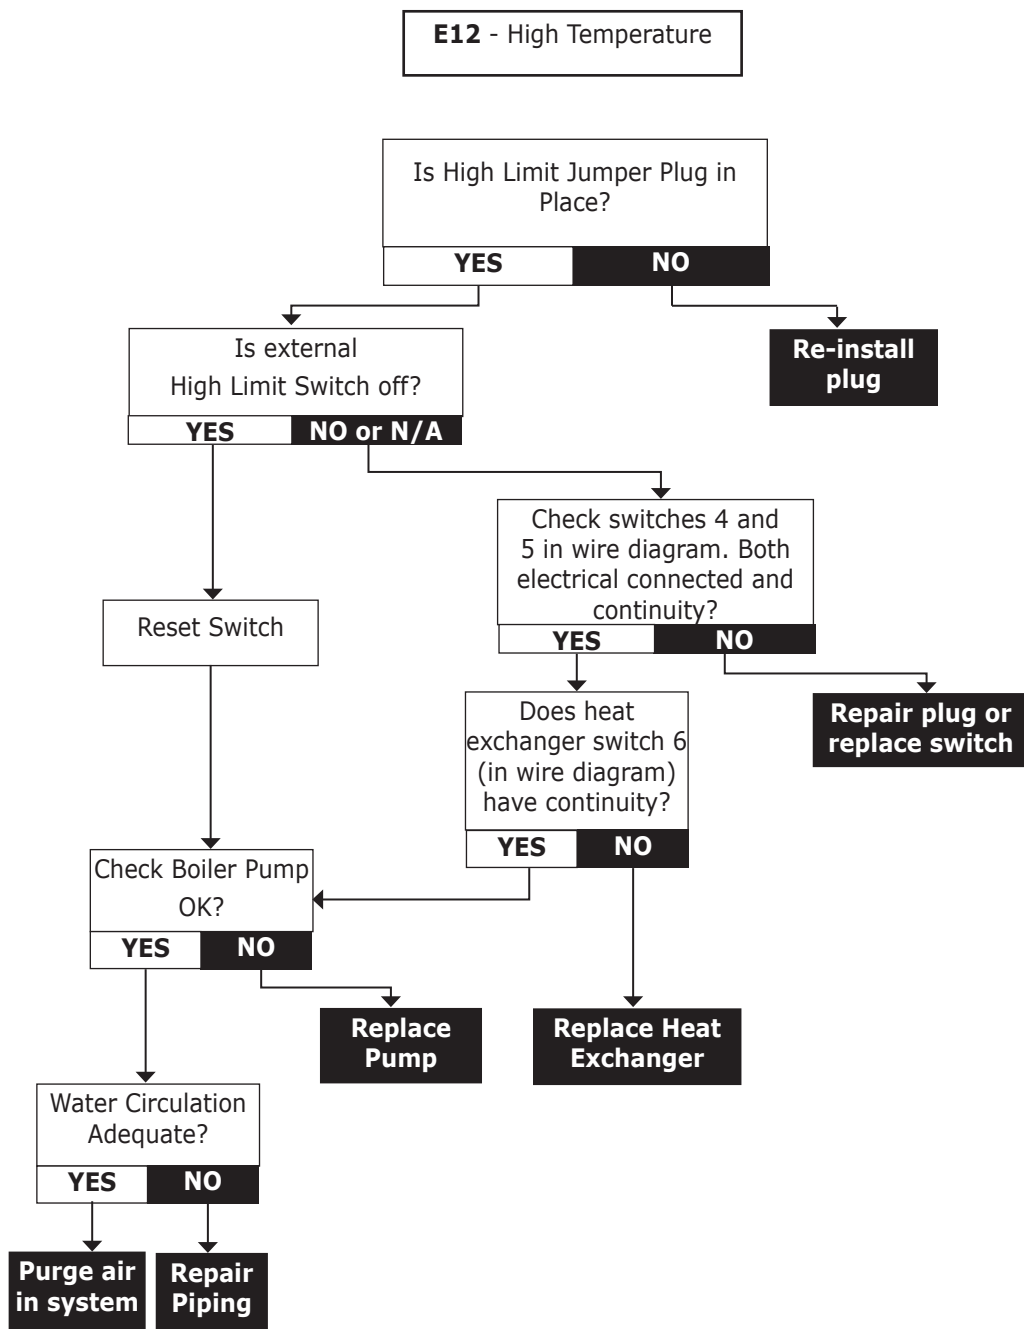 E12 - High Temperature
Is High Limit Jumper Plug in
Place?
YES
NO
Is external
High Limit Switch off?
YES
NO or N/A
Re-install
plug
Check switches 4 and
5 in wire diagram. Both
electrical connected and
continuity?
YES
NO
Reset Switch
Does heat
exchanger switch 6
(in wire diagram)
have continuity?
YES
NO
Repair plug or
replace switch
Check Boiler Pump
OK?
YES
NO
Replace
Pump
Replace Heat
Exchanger
Water Circulation
Adequate?
YES
NO
Purge air
in system
Repair
Piping